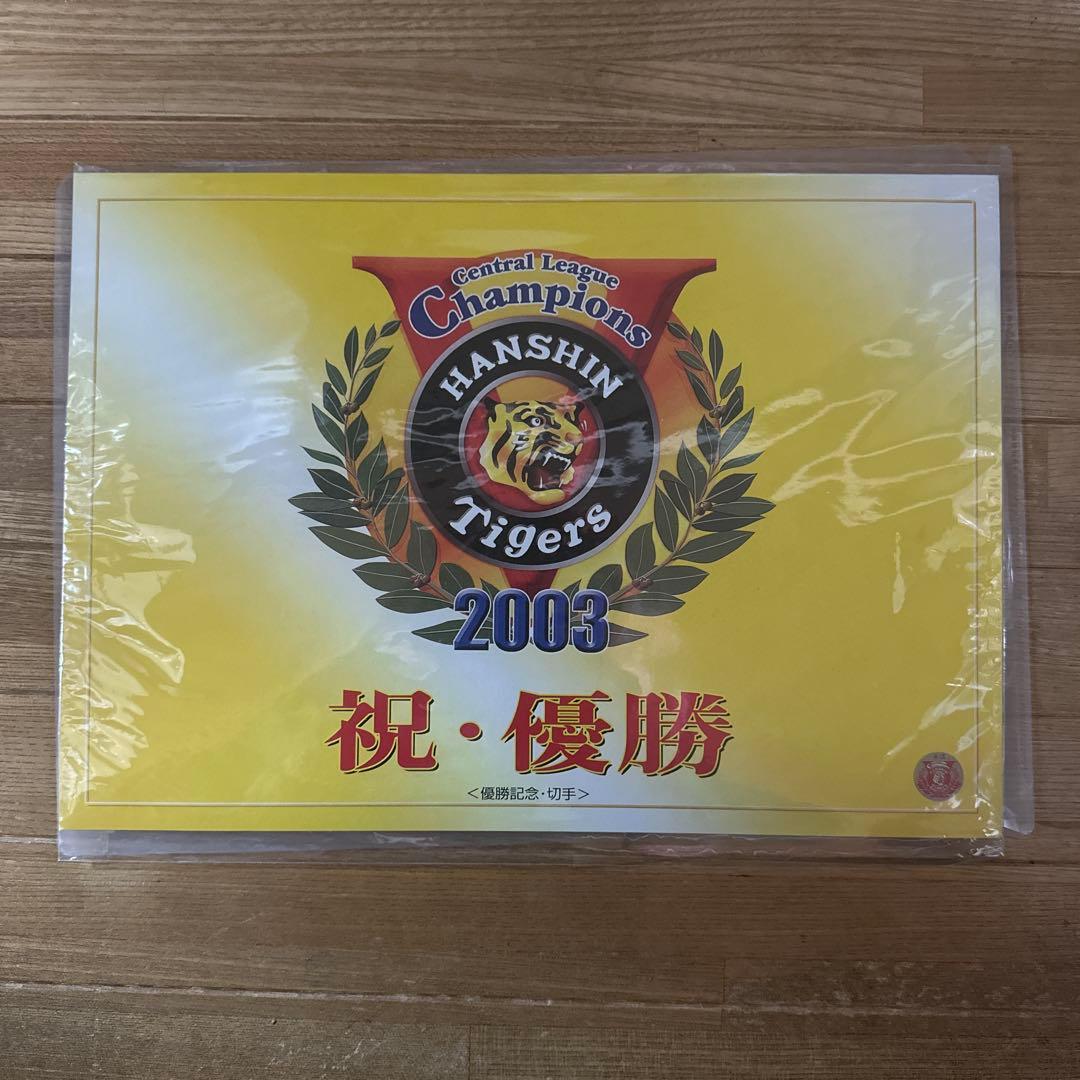 Central League
Champions
HANSHIN
Tigers
2003
祝・優勝
<優勝記念・切手>